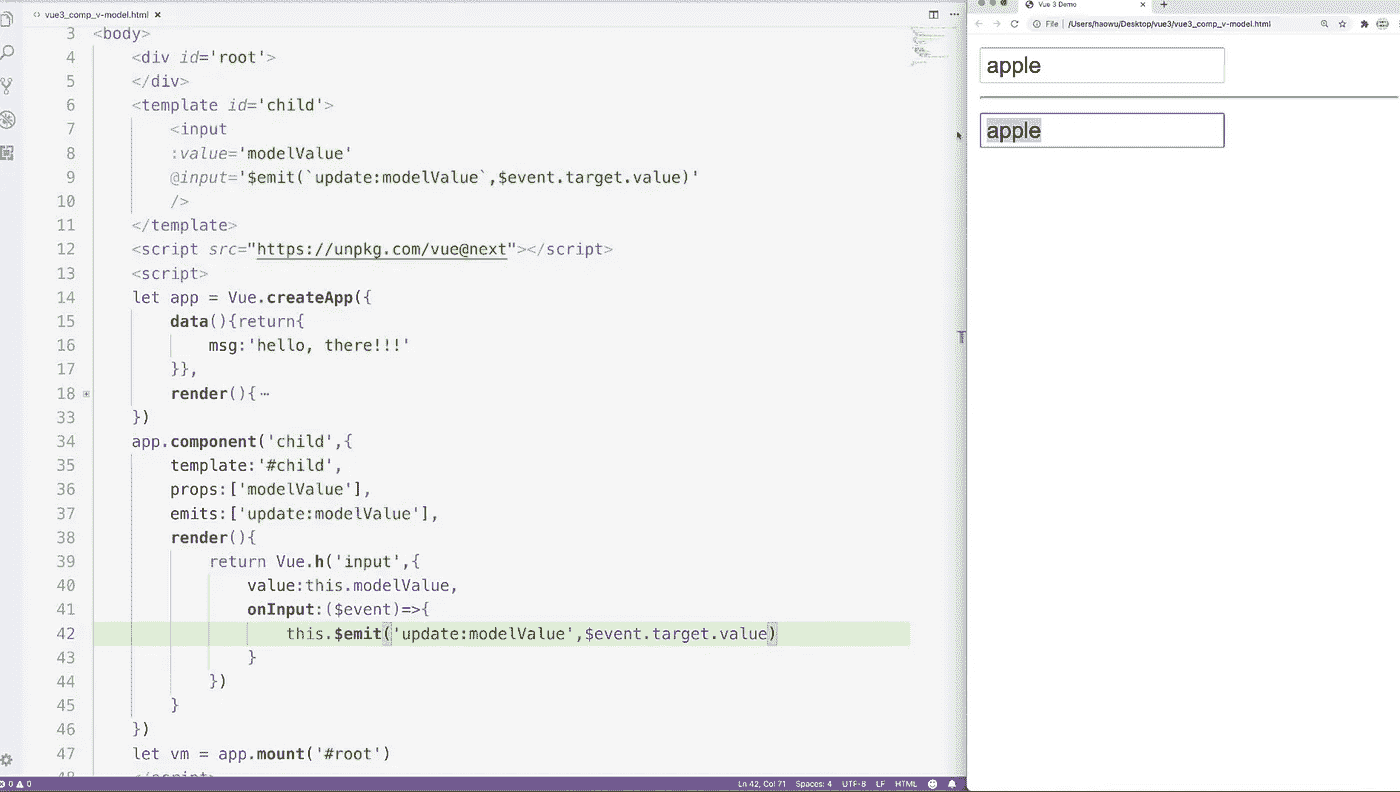 vue3_comp_v-model.html
3 <body>
4 <div id='root'>
5 </div>
6 <template id='child'>
7 <input
8 :value='modelValue'
9 @input='$emit(`update:modelValue`,$event.target.value)'
10 />
11 </template>
12 <script src="https://unpkg.com/vue@next"></script>
13 <script>
14 let app = Vue.createApp({
15 data(){return{
16 msg:'hello, there!!!'
17 }},
18 render(){⋯
33 })
34 app.component('child',{
35 template:'#child',
36 props:['modelValue'],
37 emits:['update:modelValue'],
38 render(){
39 return Vue.h('input',{
40 value:this.modelValue,
41 onInput:($event)=>{
42 this.$emit('update:modelValue',$event.target.value)
43 }
44 })
45 }
46 })
47 let vm = app.mount('#root')
0 0 Ln 42, Col 71 Spaces: 4 UTF-8 LF HTML
Vue 3 Demo
File /Users/haowu/Desktop/vue3/vue3_comp_v-model.html
apple
apple